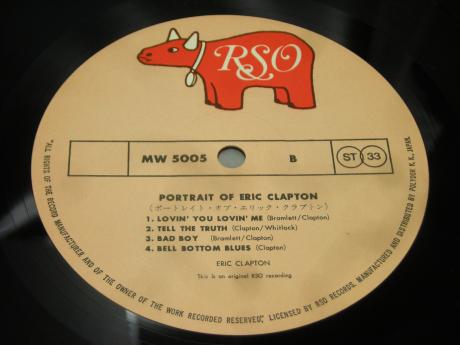 RSO
MW 5005 B ST 33
PORTRAIT OF ERIC CLAPTON
(ポートレイト・オブ・エリック・クラプトン)
1. LOVIN' YOU LOVIN' ME (Bramlett/Clapton)
2. TELL THE TRUTH (Clapton/Whitlock)
3. BAD BOY (Bramlett/Clapton)
4. BELL BOTTOM BLUES (Clapton)
ERIC CLAPTON
This is an original RSO recording
"ALL RIGHTS OF THE RECORD MANUFACTURER AND OF THE OWNER OF THE WORK RECORDED RESERVED", LICENSED BY RSO RECORDS. MANUFACTURED AND DISTRIBUTED BY POLYDOR K. K., JAPAN.